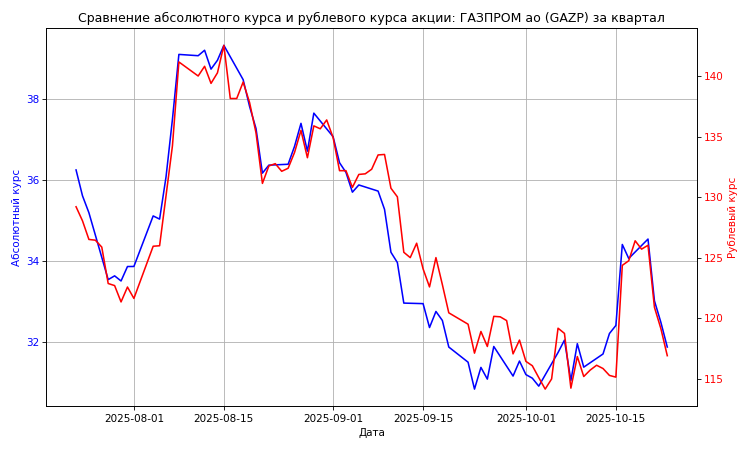 Сравнение абсолютного курса и рублевого курса акции: ГАЗПРОМ ао (GAZP) за квартал
Абсолютный курс
38
36
34
32
140
135
130
125
120
115
Рублевый курс
2025-08-01 2025-08-15 2025-09-01 2025-09-15 2025-10-01 2025-10-15
Дата